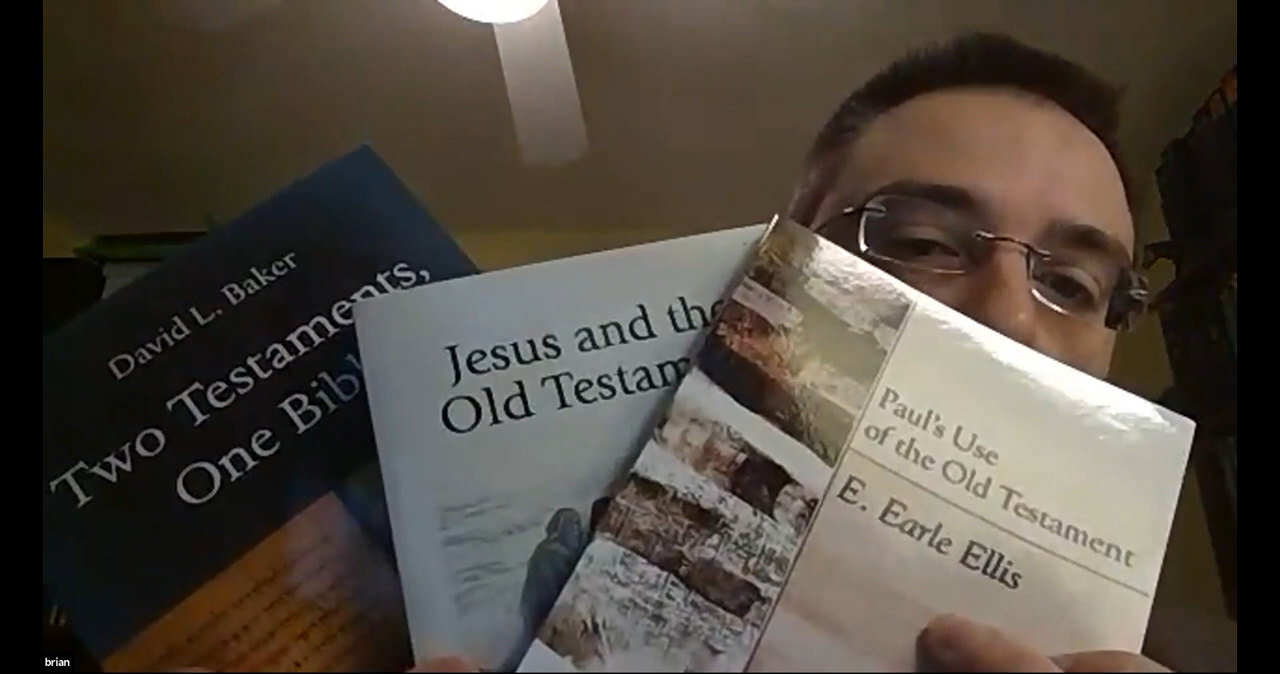 David L. Baker
Two Testaments,
One Bib
Jesus and the
Old Testam
Paul's Use
of the Old Testament
E. Earle Ellis
brian